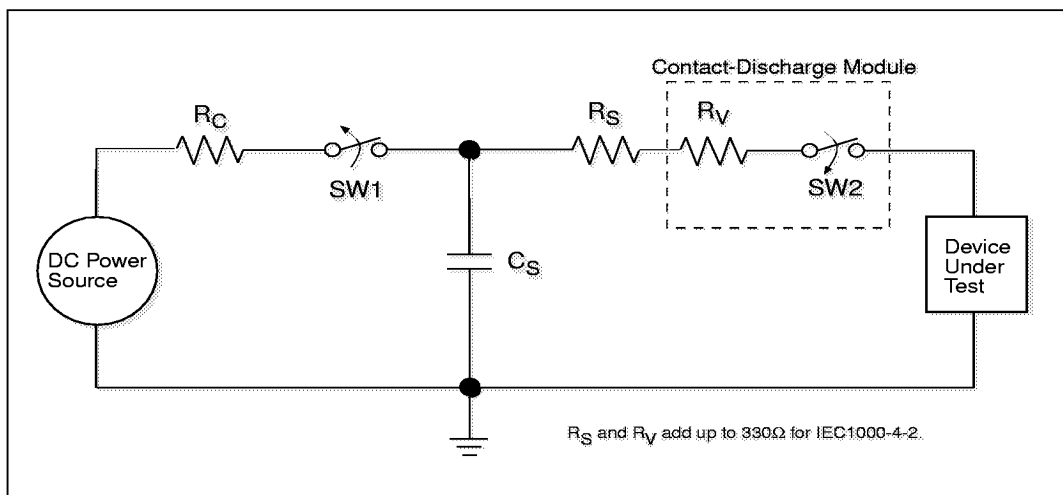 Contact-Discharge Module
RC
RS
RV
SW1
SW2
DC Power
Source
CS
Device
Under
Test
RS and RV add up to 330Ω for IEC1000-4-2.